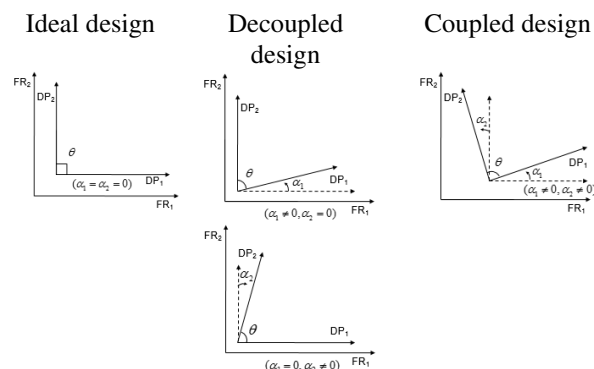 Ideal design
FR₂
DP₂
θ
(α₁ = α₂ = 0)
DP₁
FR₁
Decoupled
design
FR₂
DP₂
θ
α₁
DP₁
(α₁ ≠ 0, α₂ = 0)
FR₁
FR₂
DP₂
α₂
θ
DP₁
(α₁ = 0, α₂ ≠ 0)
Coupled design
FR₂
DP₂
α₂
θ
α₁
DP₁
(α₁ ≠ 0, α₂ ≠ 0)
FR₁